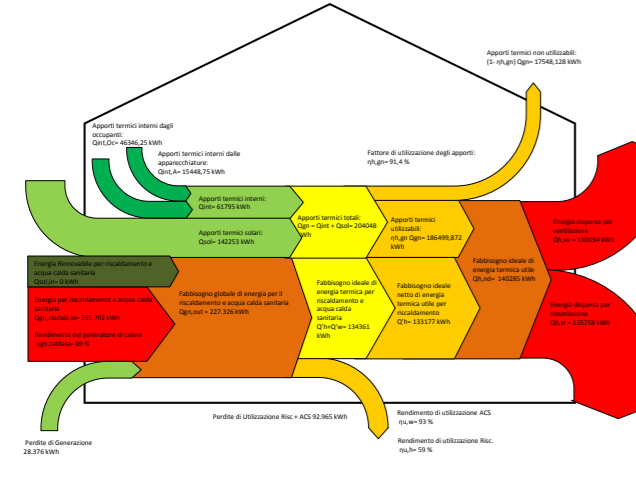 Apporti termici non utilizzabili:
(1- ηh,gn) Qgn= 17548,128 kWh
Apporti termici interni dagli
occupanti:
Qint,Oc= 46346,25 kWh
Apporti termici interni dalle
apparecchiature:
Qint,A= 15448,75 kWh
Fattore di utilizzazione degli apporti:
ηh,gn= 91,4 %
Apporti termici interni:
Qint= 61795 kWh
Apporti termici solari:
Qsol= 142253 kWh
Apporti termici totali:
Qgn = Qint + Qsol= 204048
kWh
Apporti termici
utilizzabili:
ηh,gn Qgn= 186499,872
kWh
Energia dispersa per
ventilazione
Energia Rinnovabile per riscaldamento e
acqua calda sanitaria
Qsol,in= 0 kWh
Energia per riscaldamento e acqua calda
sanitaria
Rendimento del generatore di calore
Fabbisogno globale di energia per il
riscaldamento e acqua calda sanitaria
Qgn,out = 227.326 kWh
Fabbisogno ideale di
energia termica per
riscaldamento e
acqua calda
sanitaria
Q'h+Q'w= 134361
kWh
Fabbisogno ideale
netto di energia
termica utile per
riscaldamento
Q'h= 133177 kWh
Fabbisogno ideale di
energia termica utile
Qh,nd= 140285 kWh
Energia dispersa per
trasmissione
Perdite di Utilizzazione Risc + ACS 92.965 kWh
Rendimento di utilizzazione ACS
ηu,w= 93 %
Rendimento di utilizzazione Risc.
ηu,h= 59 %
Perdite di Generazione
28.376 kWh